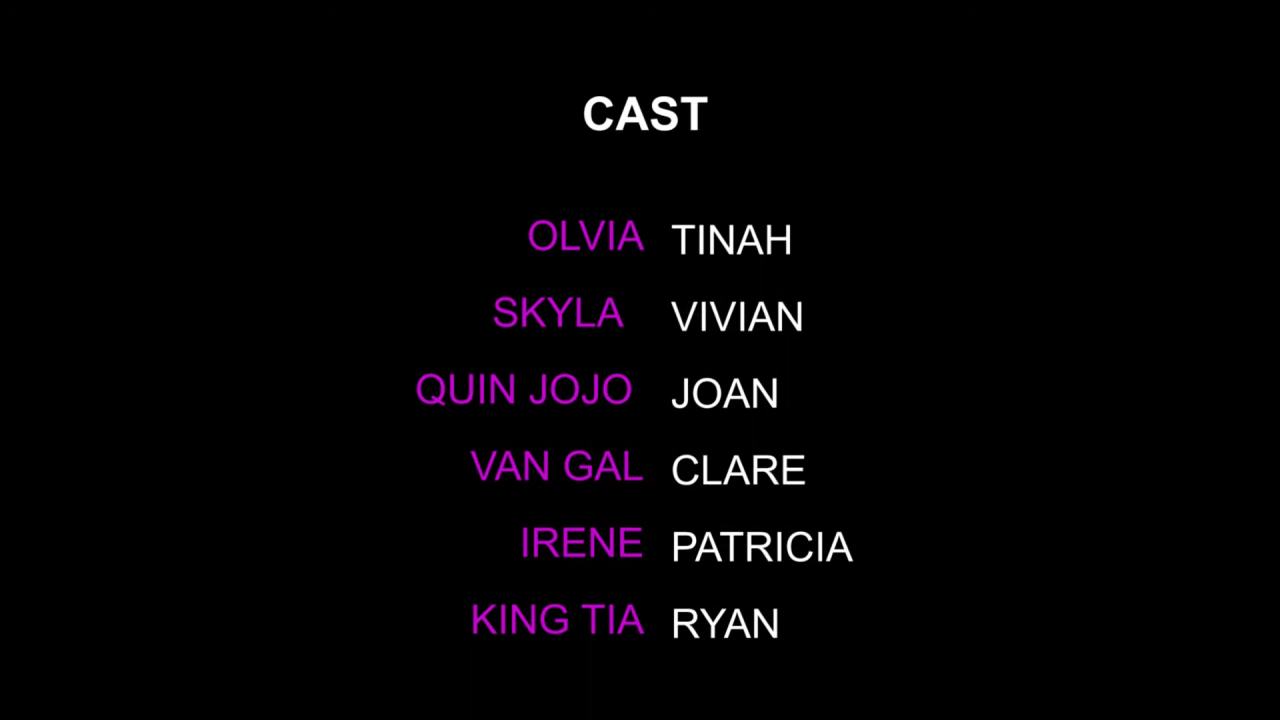 CAST
OLVIA TINAH
SKYLA VIVIAN
QUIN JOJO JOAN
VAN GAL CLARE
IRENE PATRICIA
KING TIA RYAN